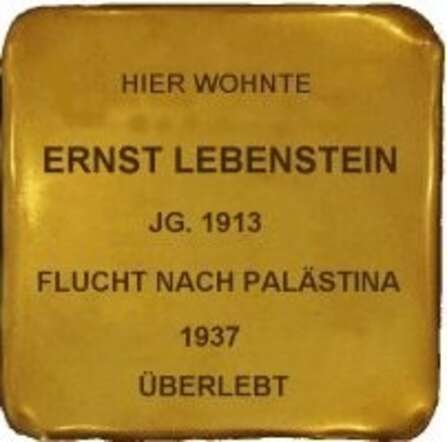 HIER WOHNTE
ERNST LEBENSTEIN
JG. 1913
FLUCHT NACH PALÄSTINA
1937
ÜBERLEBT